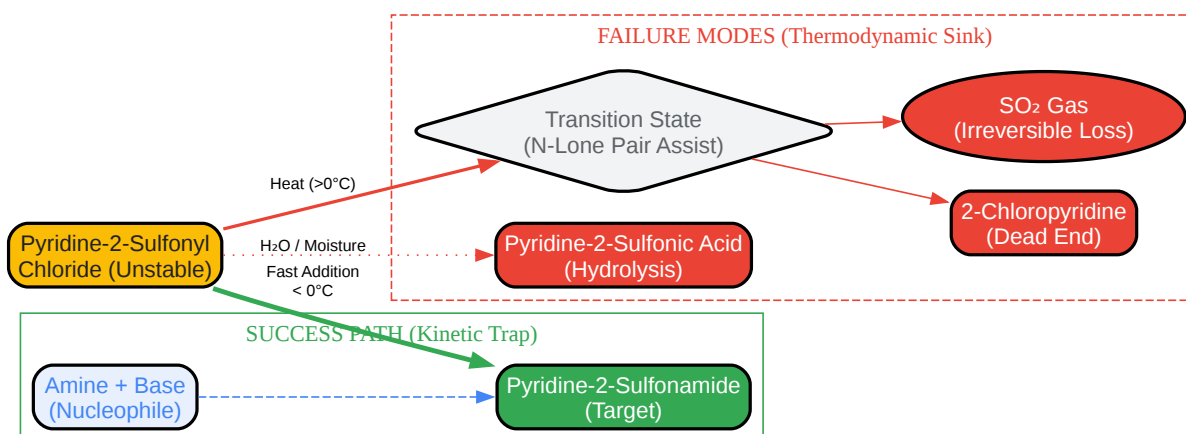 FAILURE MODES (Thermodynamic Sink)
Transition State
(N-Lone Pair Assist)
SO₂ Gas
(Irreversible Loss)
Heat (>0°C)
2-Chloropyridine
(Dead End)
Pyridine-2-Sulfonyl
Chloride (Unstable)
H₂O / Moisture
Pyridine-2-Sulfonic Acid
(Hydrolysis)
Fast Addition
< 0°C
SUCCESS PATH (Kinetic Trap)
Amine + Base
(Nucleophile)
Pyridine-2-Sulfonamide
(Target)